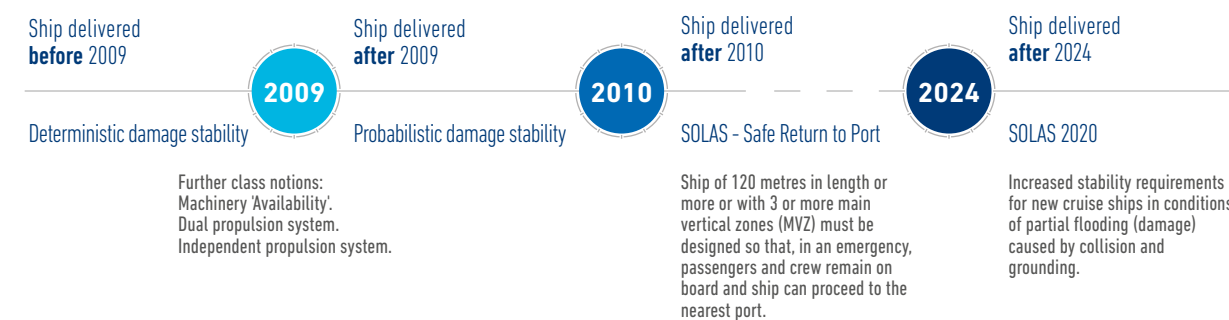 Ship delivered
before 2009
2009
Ship delivered
after 2009
2010
Ship delivered
after 2010
2024
Ship delivered
after 2024
Deterministic damage stability
Probabilistic damage stability
SOLAS - Safe Return to Port
SOLAS 2020
Further class notions:
Machinery 'Availability'.
Dual propulsion system.
Independent propulsion system.
Ship of 120 metres in length or
more or with 3 or more main
vertical zones (MVZ) must be
designed so that, in an emergency,
passengers and crew remain on
board and ship can proceed to the
nearest port.
Increased stability requirements
for new cruise ships in conditions
of partial flooding (damage)
caused by collision and
grounding.